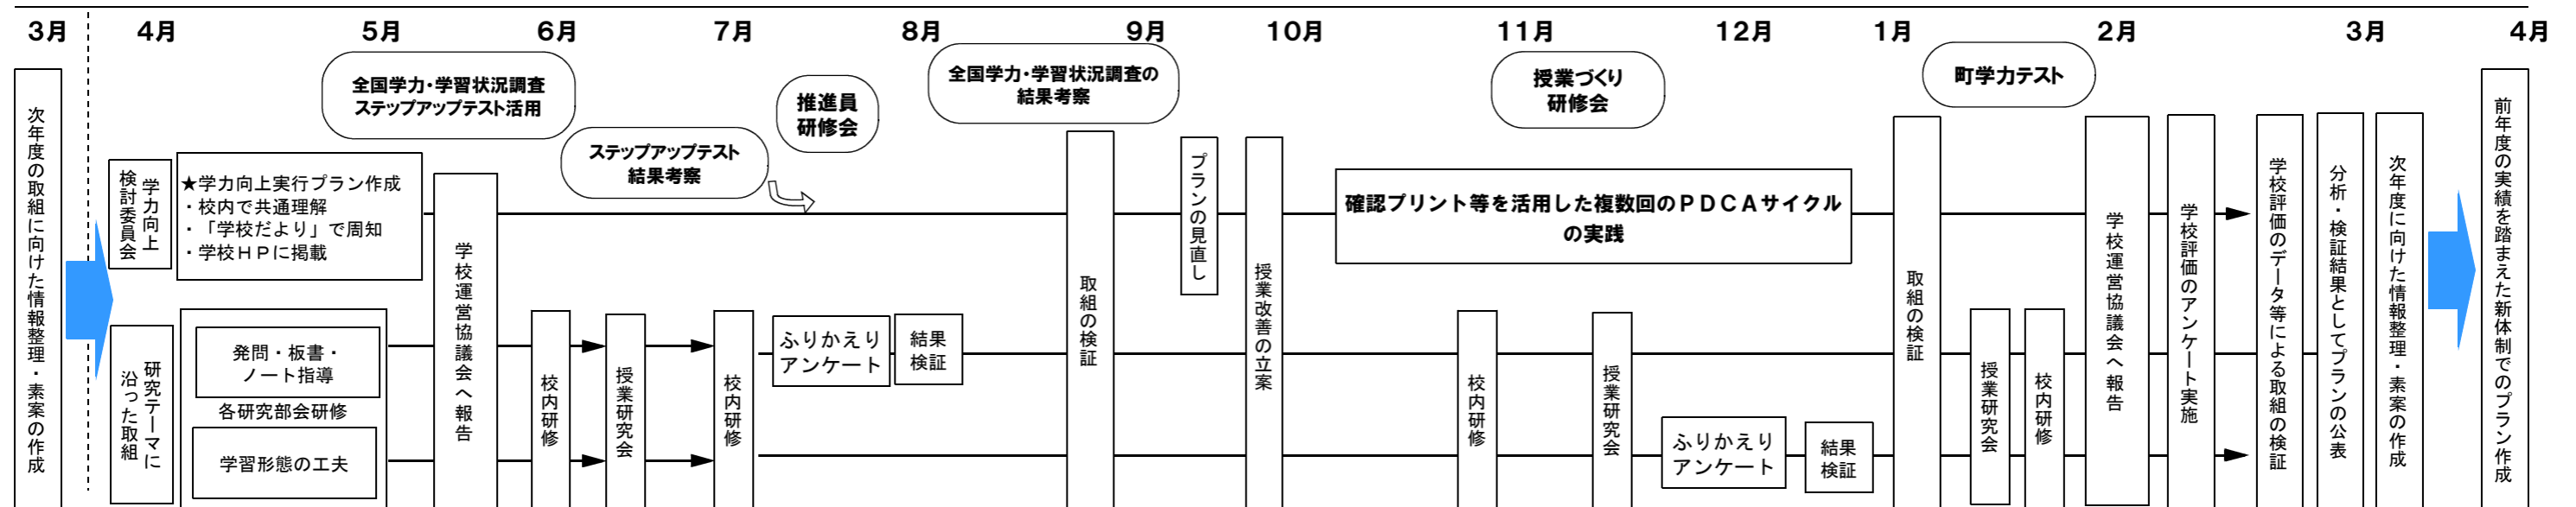 3月
4月
5月
6月
7月
8月
9月
10月
11月
12月
1月
2月
3月
4月
次年度の取組に向けた情報整理・素案の作成
学力向上
検討委員会
★学力向上実行プラン作成
・校内で共通理解
・「学校だより」で周知
・学校HPに掲載
研究テーマに
沿った取組
発問・板書・
ノート指導
各研究部会研修
学習形態の工夫
全国学力・学習状況調査
ステップアップテスト活用
学校運営協議会へ報告
校内研修
ステップアップテスト
結果考察
授業研究会
校内研修
推進員
研修会
ふりかえり
アンケート
結果
検証
全国学力・学習状況調査の
結果考察
取組の検証
プランの見直し
授業改善の立案
確認プリント等を活用した複数回のPDCAサイクル
の実践
校内研修
授業づくり
研修会
授業研究会
ふりかえり
アンケート
結果
検証
取組の検証
町学力テスト
授業研究会
校内研修
学校運営協議会へ報告
学校評価のアンケート実施
学校評価のデータ等による取組の検証
分析・検証結果としてプランの公表
次年度に向けた情報整理・素案の作成
前年度の実績を踏まえた新体制でのプラン作成